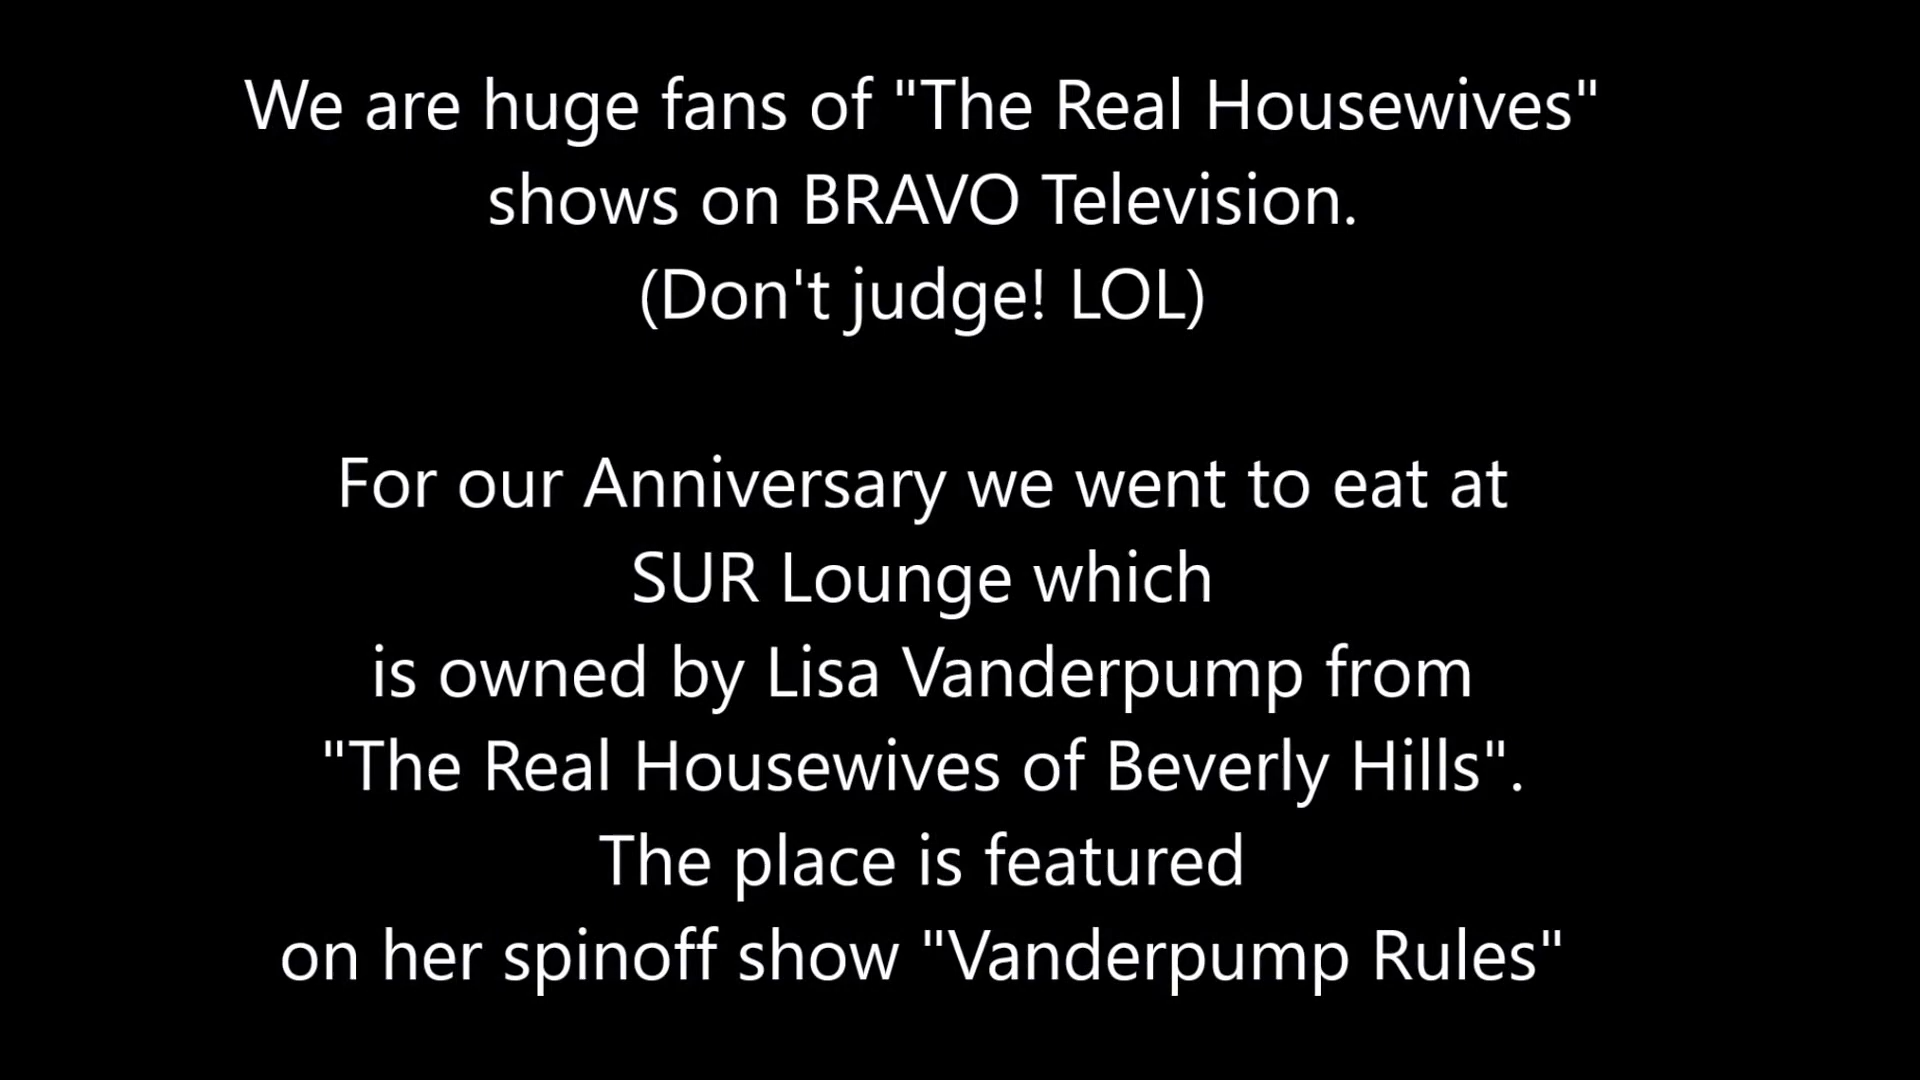 We are huge fans of "The Real Housewives"
shows on BRAVO Television.
(Don't judge! LOL)
For our Anniversary we went to eat at
SUR Lounge which
is owned by Lisa Vanderpump from
"The Real Housewives of Beverly Hills".
The place is featured
on her spinoff show "Vanderpump Rules"